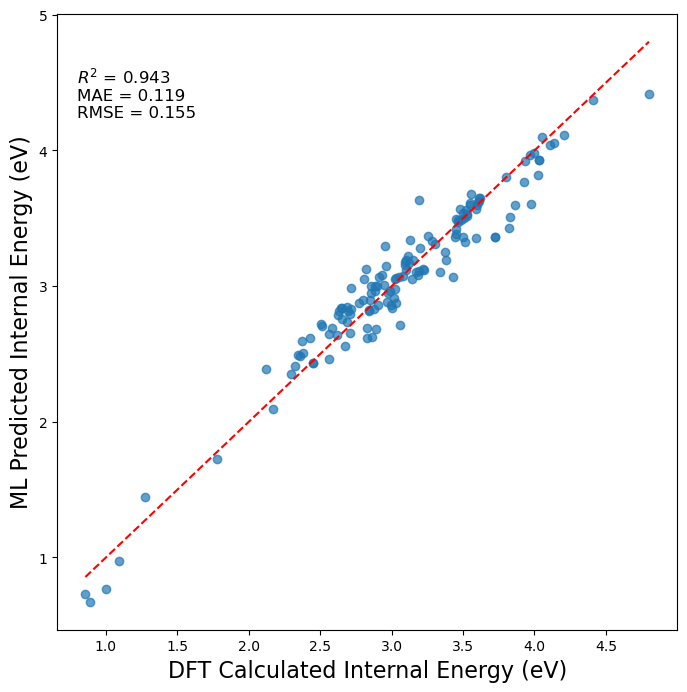 5
R² = 0.943
MAE = 0.119
RMSE = 0.155
4
3
2
1
ML Predicted Internal Energy (eV)
1.0 1.5 2.0 2.5 3.0 3.5 4.0 4.5
DFT Calculated Internal Energy (eV)